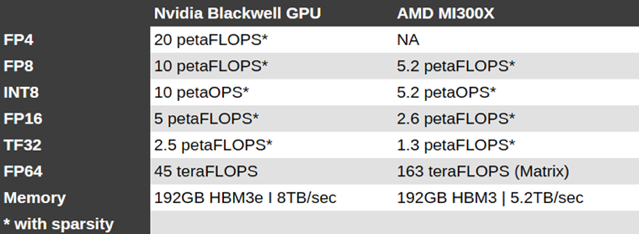 Nvidia Blackwell GPU AMD MI300X
FP4 20 petaFLOPS* NA
FP8 10 petaFLOPS* 5.2 petaFLOPS*
INT8 10 petaOPS* 5.2 petaOPS*
FP16 5 petaFLOPS* 2.6 petaFLOPS*
TF32 2.5 petaFLOPS* 1.3 petaFLOPS*
FP64 45 teraFLOPS 163 teraFLOPS (Matrix)
Memory 192GB HBM3e I 8TB/sec 192GB HBM3 | 5.2TB/sec
* with sparsity